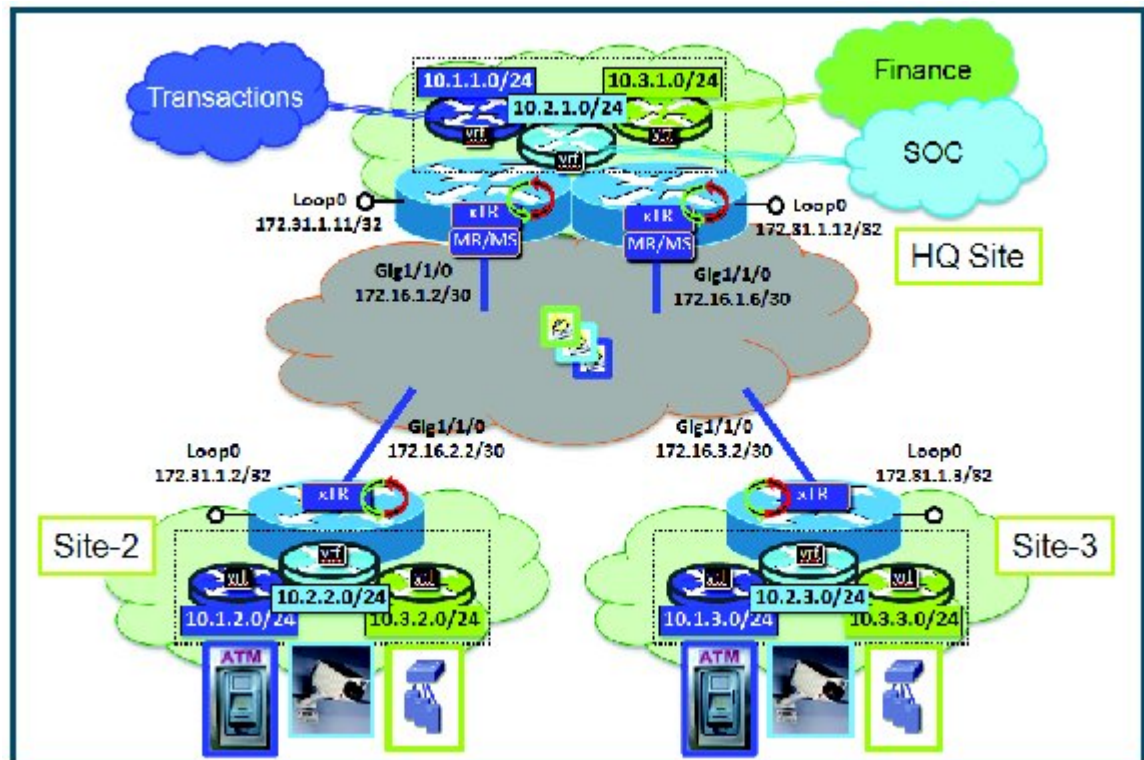 10.1.1.0/24
10.3.1.0/24
Finance
Transactions
10.2.1.0/24
vrf
vrf
vrf
SOC
Loop0
172.31.1.11/32
xTR
MR/MS
xTR
MR/MS
Loop0
172.31.1.12/32
HQ Site
Gig1/1/0
172.16.1.2/30
Gig1/1/0
172.16.1.6/30
Gig1/1/0
172.16.2.2/30
Gig1/1/0
172.16.3.2/30
Loop0
172.31.1.2/32
Loop0
172.31.1.3/32
xTR
xTR
Site-2
Site-3
vrf
vrf
vrf
10.1.2.0/24
10.2.2.0/24
10.3.2.0/24
vrf
vrf
vrf
10.1.3.0/24
10.2.3.0/24
10.3.3.0/24
ATM
ATM